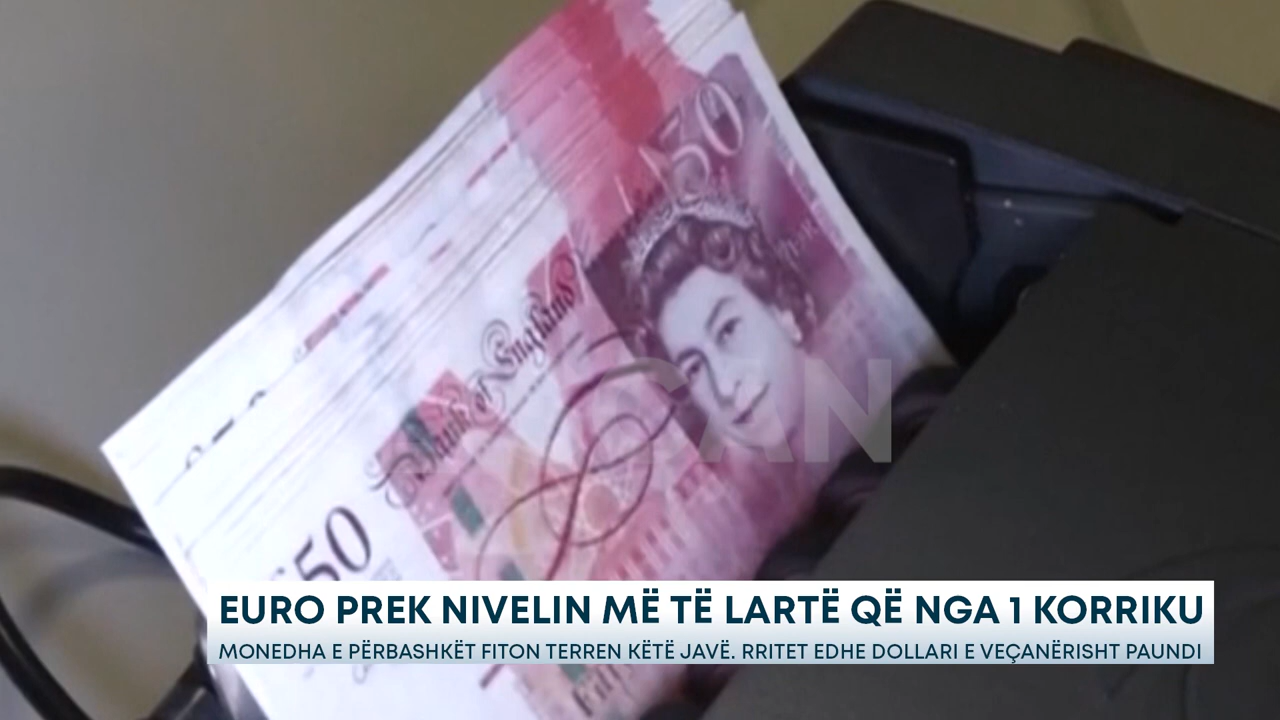 50
Bank of England
£50
EURO PREK NIVELIN MË TË LARTË QË NGA 1 KORRIKU
MONEDHA E PËRBASHKËT FITON TERREN KËTË JAVË. RRITET EDHE DOLLARI E VEÇANËRISHT PAUNDI